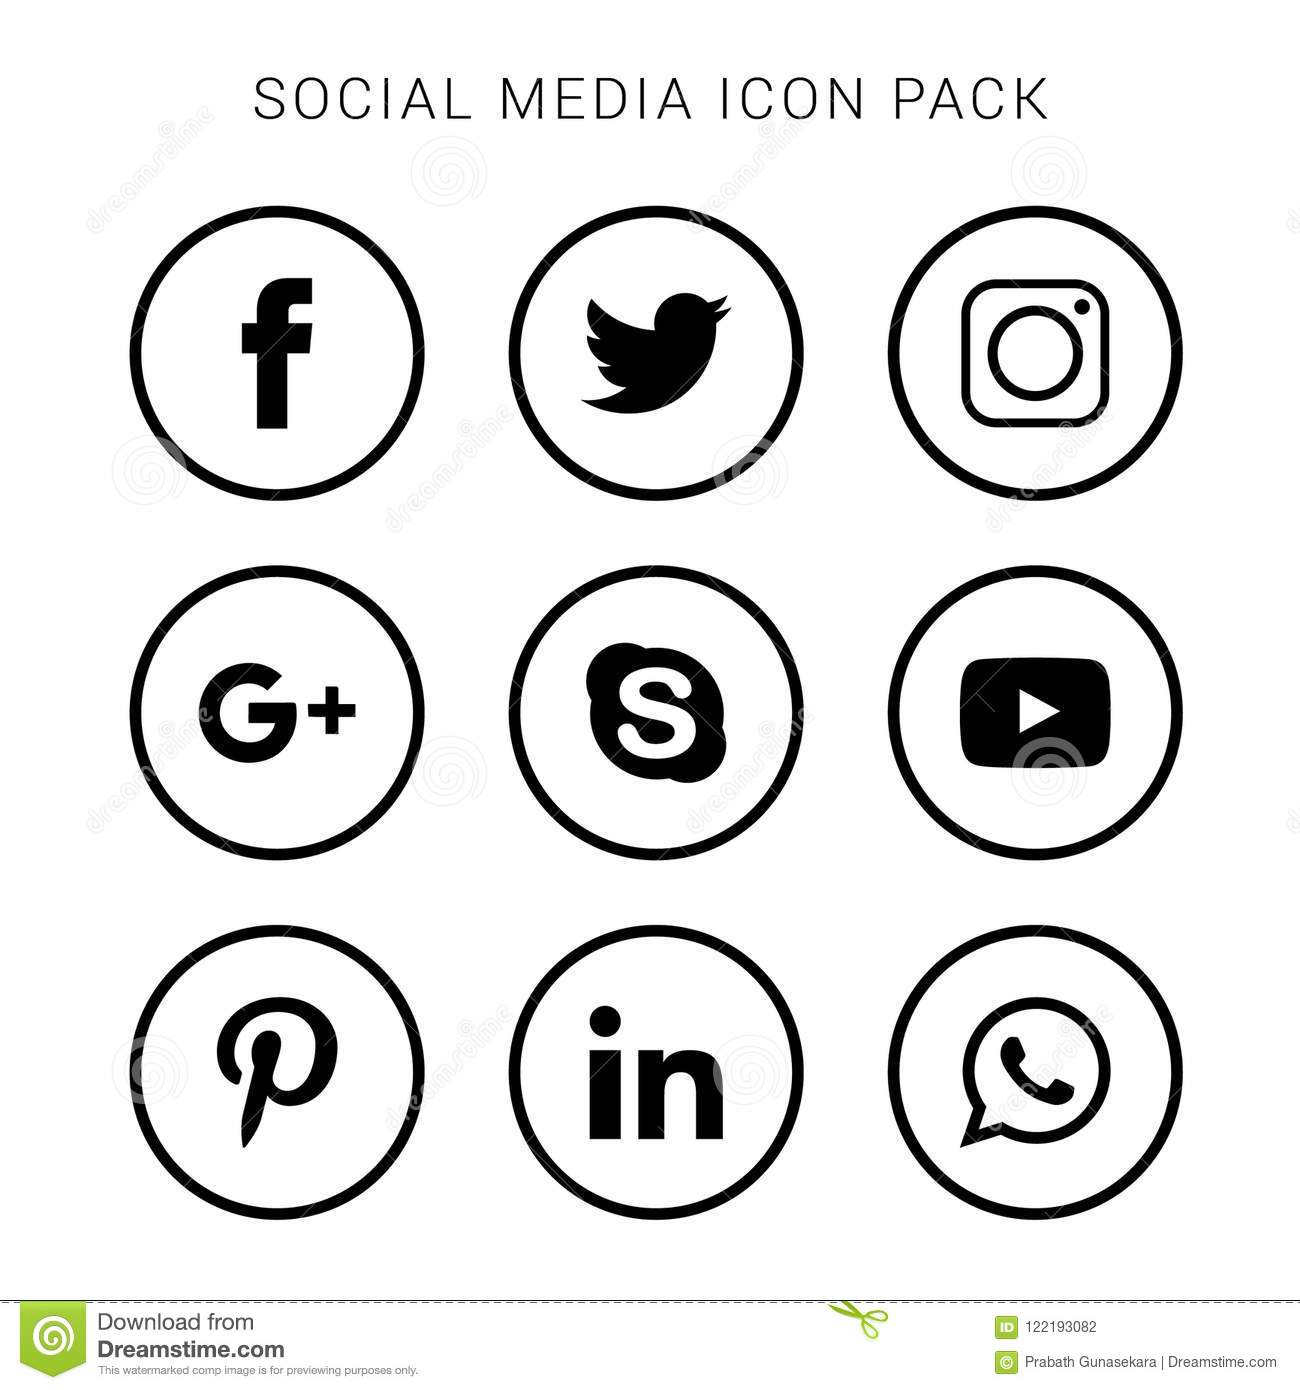 SOCIAL MEDIA ICON PACK
f
G+
S
in
Download from
Dreamstime.com
This watermarked comp image is for previewing purposes only.
ID 122193082
© Prabath Gunasekara | Dreamstime.com
dreamstime